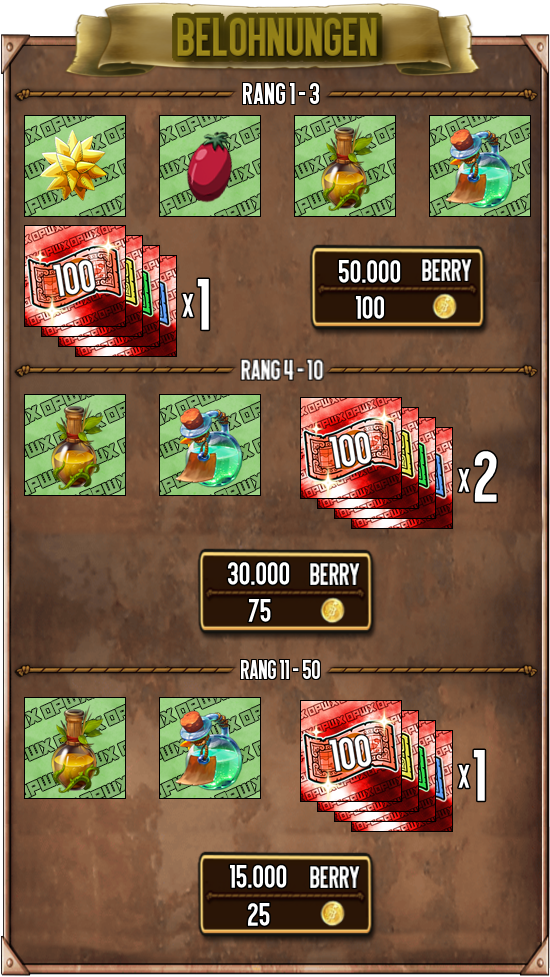 BELOHNUNGEN
RANG 1 - 3
100
x1
50.000 BERRY
100
RANG 4 - 10
100
x2
30.000 BERRY
75
RANG 11 - 50
100
x1
15.000 BERRY
25